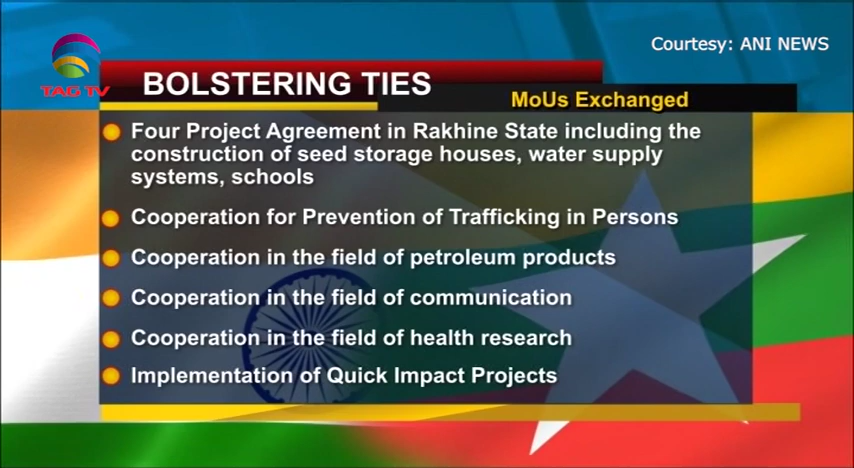 Courtesy: ANI NEWS
TAG TV
BOLSTERING TIES
MoUs Exchanged
Four Project Agreement in Rakhine State including the
construction of seed storage houses, water supply
systems, schools
Cooperation for Prevention of Trafficking in Persons
Cooperation in the field of petroleum products
Cooperation in the field of communication
Cooperation in the field of health research
Implementation of Quick Impact Projects